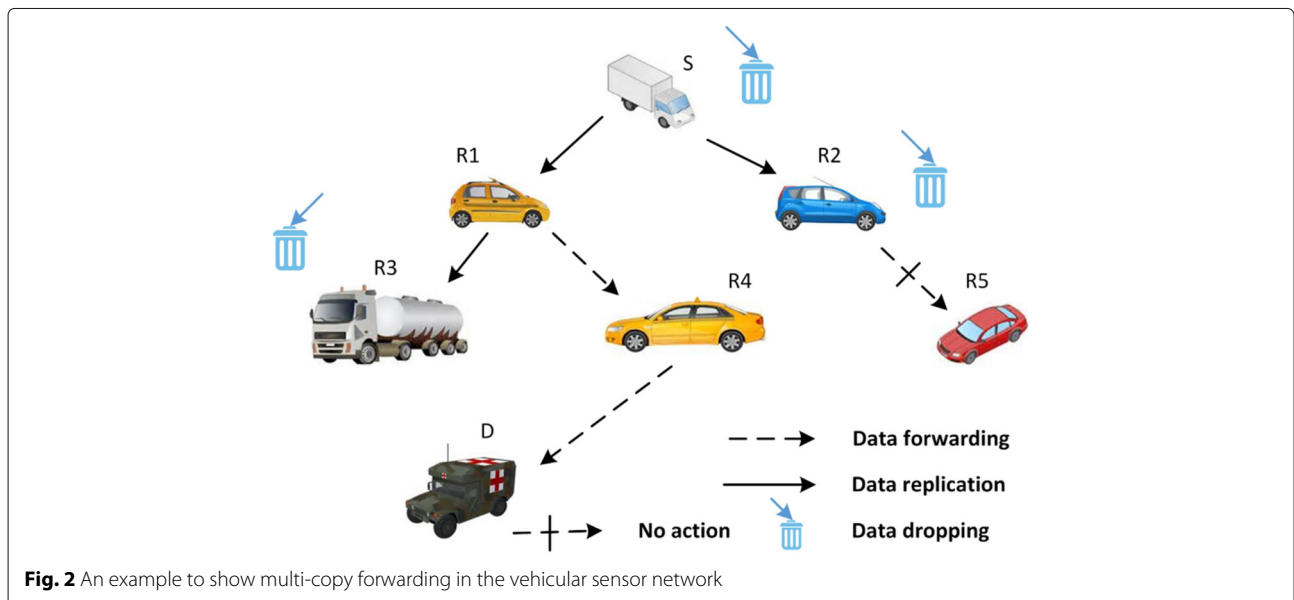 S
R1
R2
R3
R4
R5
D
Data forwarding
Data replication
No action
Data dropping
Fig. 2 An example to show multi-copy forwarding in the vehicular sensor network